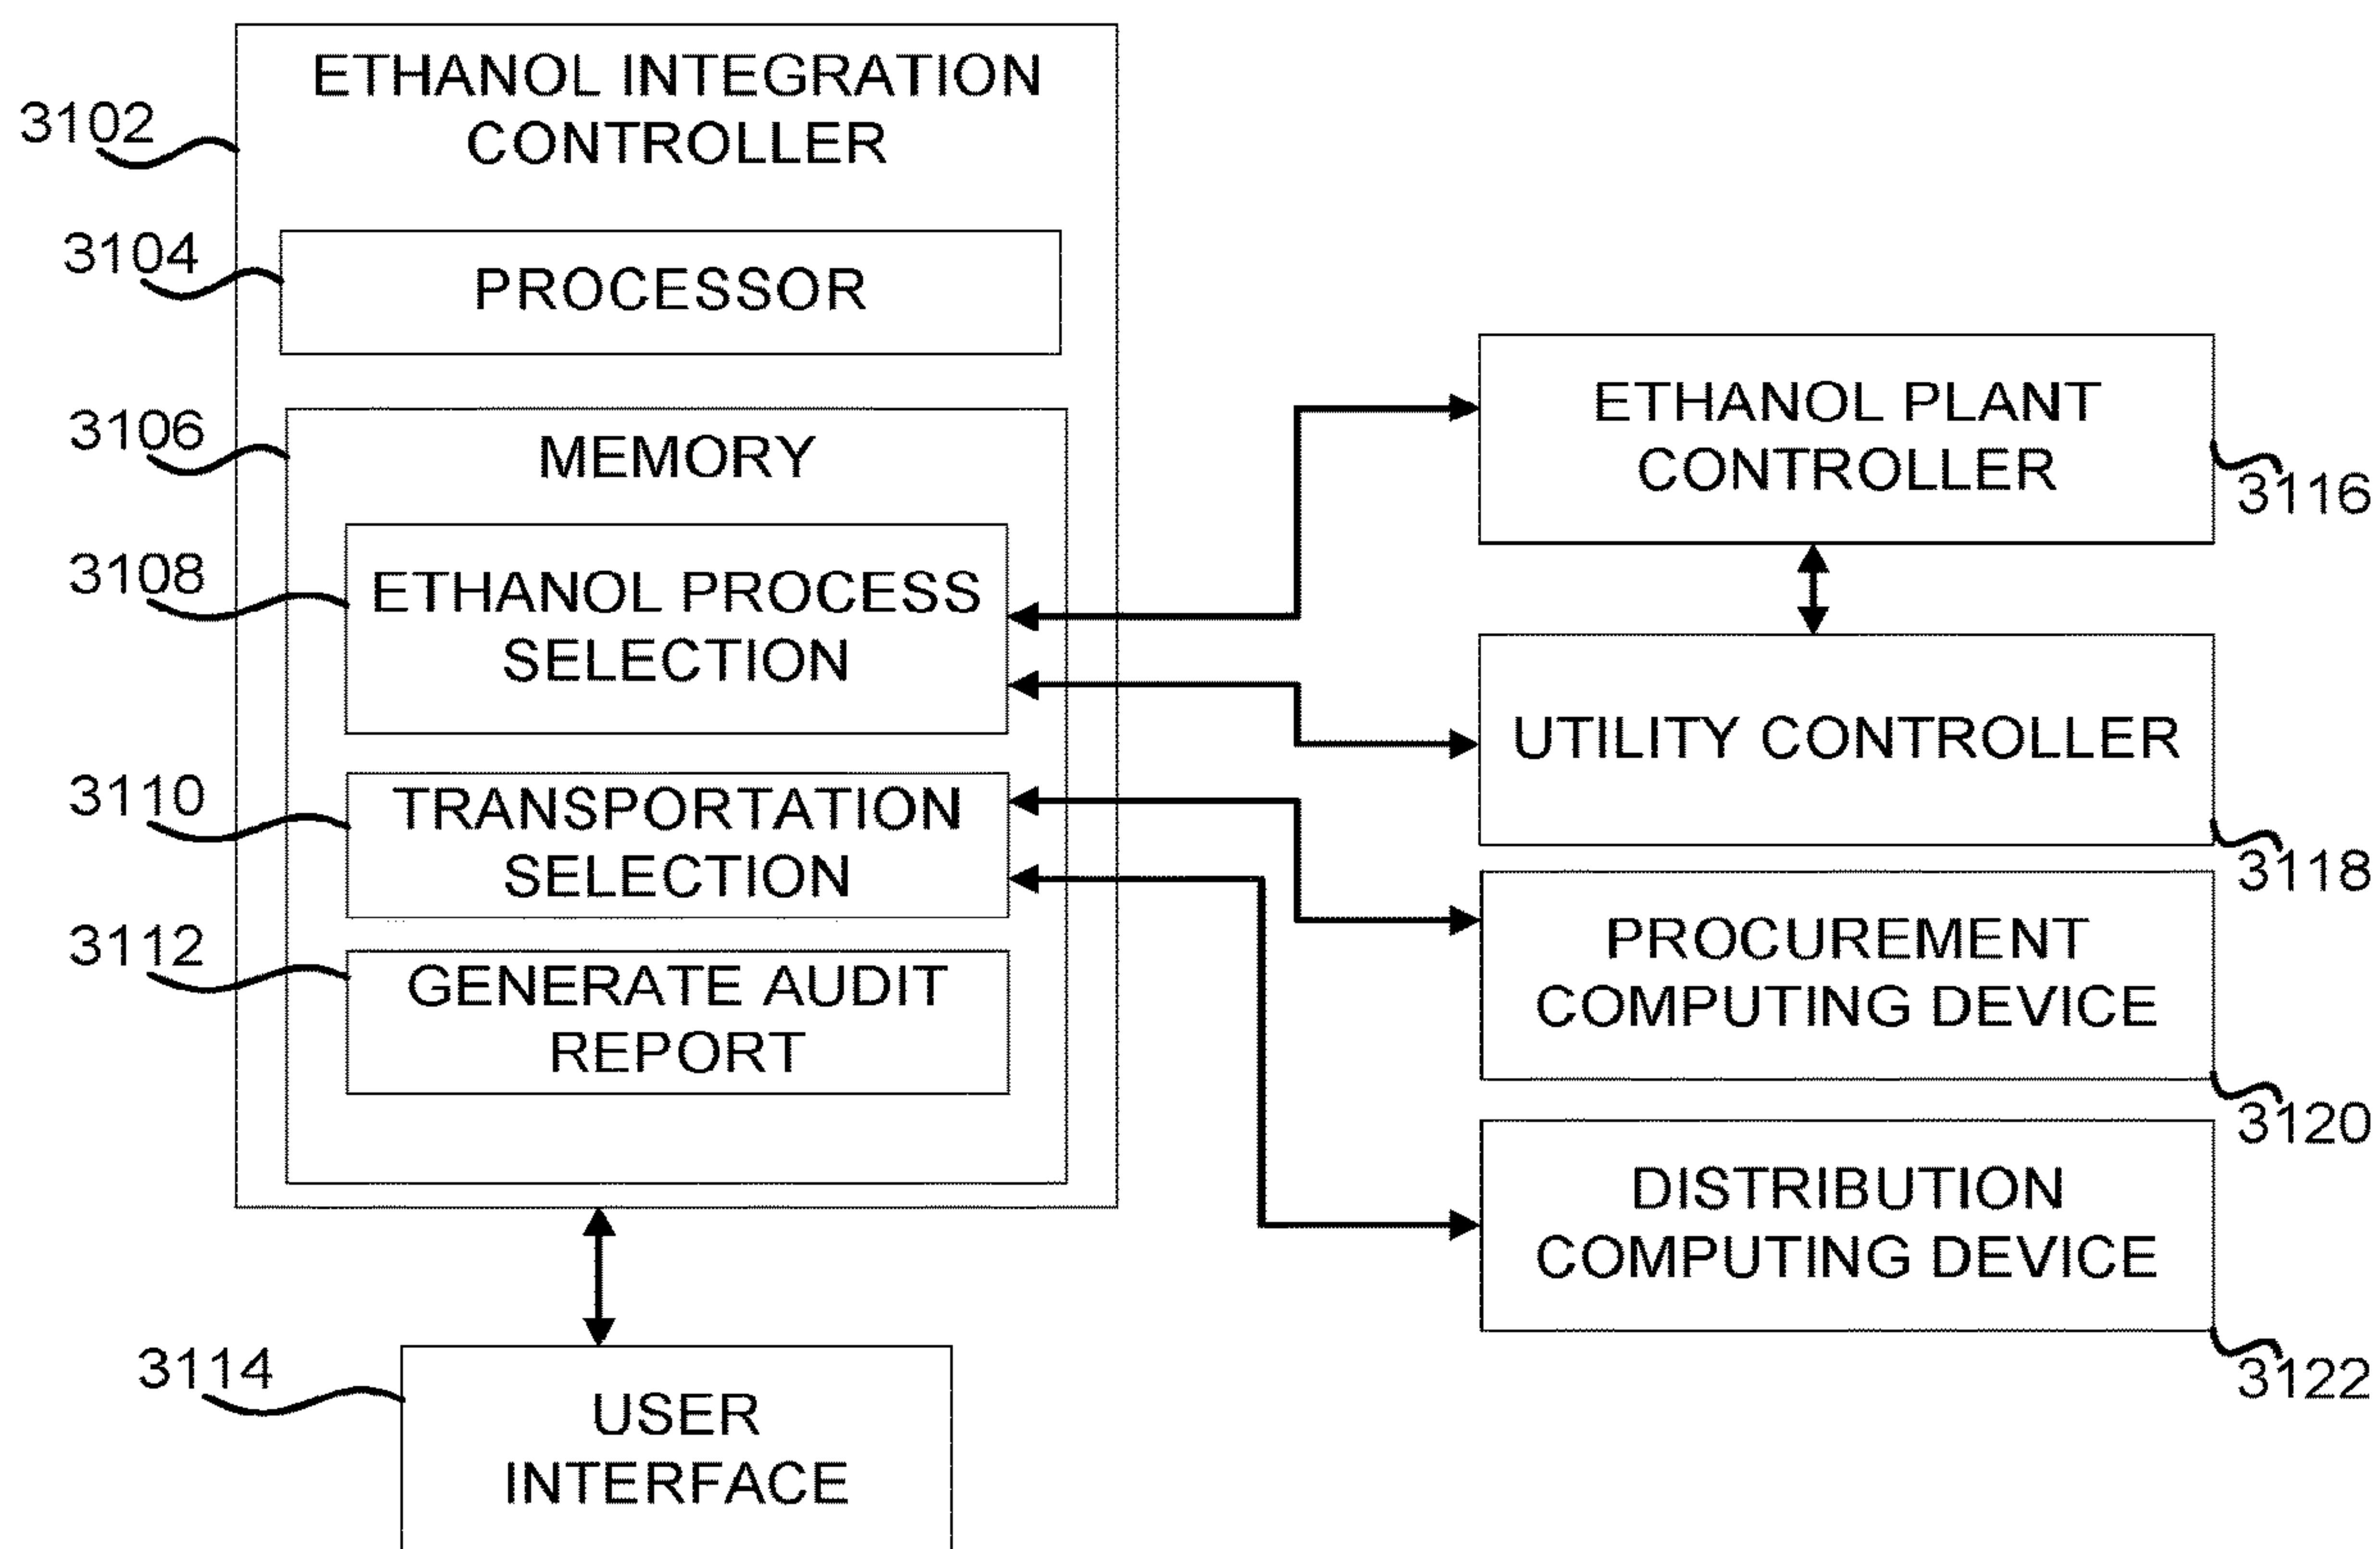 ETHANOL INTEGRATION
CONTROLLER
3102
3104
PROCESSOR
3106
MEMORY
3108
ETHANOL PROCESS
SELECTION
3110
TRANSPORTATION
SELECTION
3112
GENERATE AUDIT
REPORT
3114
USER
INTERFACE
ETHANOL PLANT
CONTROLLER
3116
UTILITY CONTROLLER
3118
PROCUREMENT
COMPUTING DEVICE
3120
DISTRIBUTION
COMPUTING DEVICE
3122